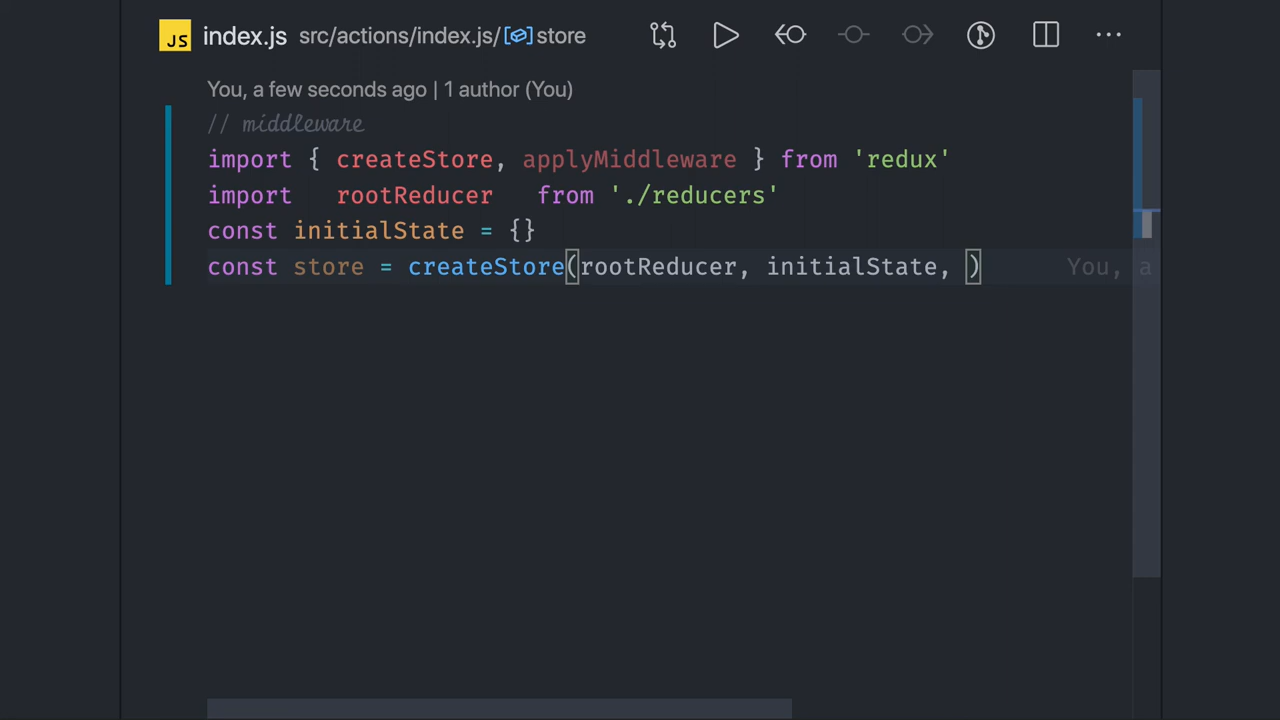 JS index.js src/actions/index.js/ store
You, a few seconds ago | 1 author (You)
// middleware
import { createStore, applyMiddleware } from 'redux'
import rootReducer from './reducers'
const initialState = {}
const store = createStore(rootReducer, initialState, ) You, a